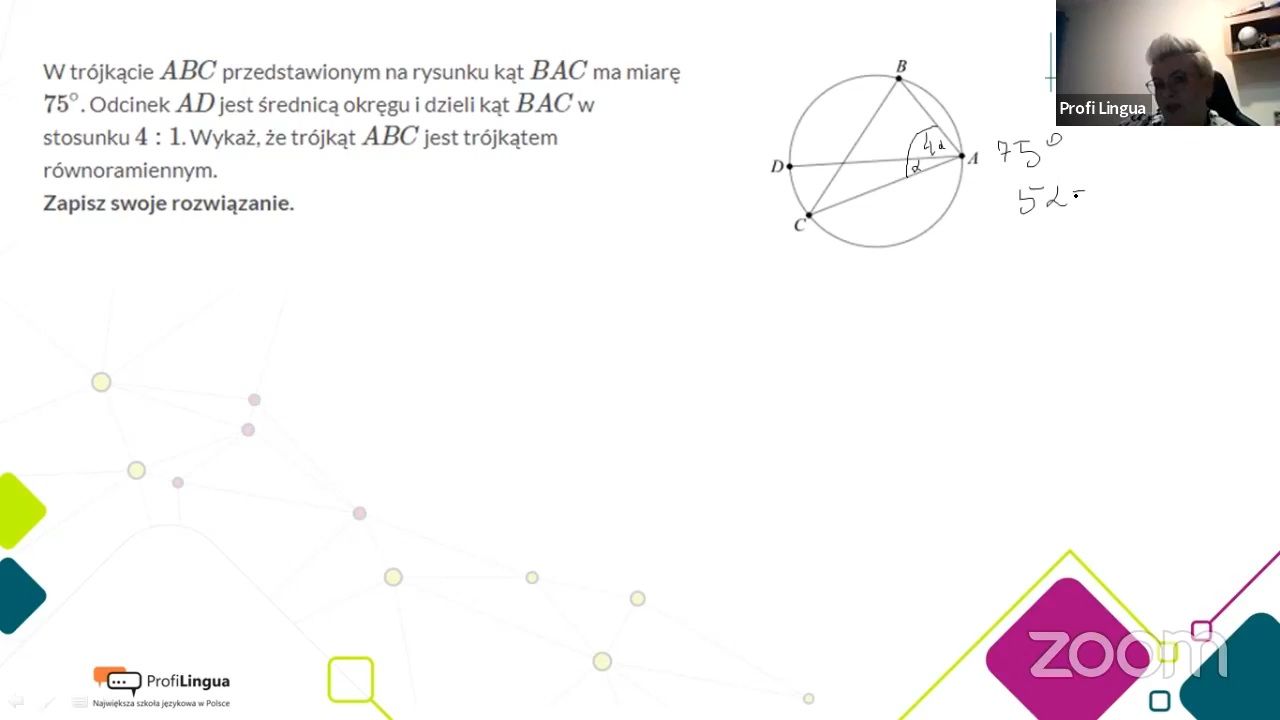 W trójkącie ABC przedstawionym na rysunku kąt BAC ma miarę
75°. Odcinek AD jest średnicą okręgu i dzieli kąt BAC w
stosunku 4 : 1. Wykaż, że trójkąt ABC jest trójkątem
równoramiennym.
Zapisz swoje rozwiązanie.
B
D
A
C
4α
α
75°
5α=
Profi Lingua
ProfiLingua
Największa szkoła językowa w Polsce
zoom